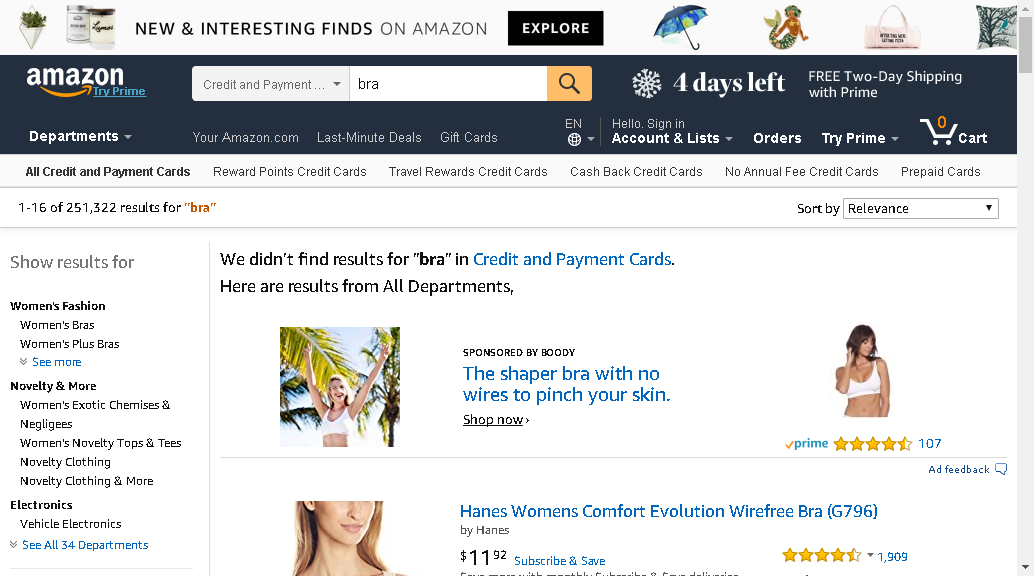 NEW & INTERESTING FINDS ON AMAZON EXPLORE
amazon
Try Prime
Credit and Payment ...
bra
4 days left
FREE Two-Day Shipping
with Prime
Departments
Your Amazon.com
Last-Minute Deals
Gift Cards
EN
Hello. Sign in
Account & Lists
Orders
Try Prime
0
Cart
All Credit and Payment Cards
Reward Points Credit Cards
Travel Rewards Credit Cards
Cash Back Credit Cards
No Annual Fee Credit Cards
Prepaid Cards
1-16 of 251,322 results for "bra"
Sort by Relevance
Show results for
Women's Fashion
Women's Bras
Women's Plus Bras
See more
Novelty & More
Women's Exotic Chemises &
Negligees
Women's Novelty Tops & Tees
Novelty Clothing
Novelty Clothing & More
Electronics
Vehicle Electronics
See All 34 Departments
We didn't find results for "bra" in Credit and Payment Cards.
Here are results from All Departments,
SPONSORED BY BOODY
The shaper bra with no
wires to pinch your skin.
Shop now ›
prime 107
Ad feedback
Hanes Womens Comfort Evolution Wirefree Bra (G796)
by Hanes
$11 92 Subscribe & Save
1,909
Save more with monthly Subscribe & Save deliveries